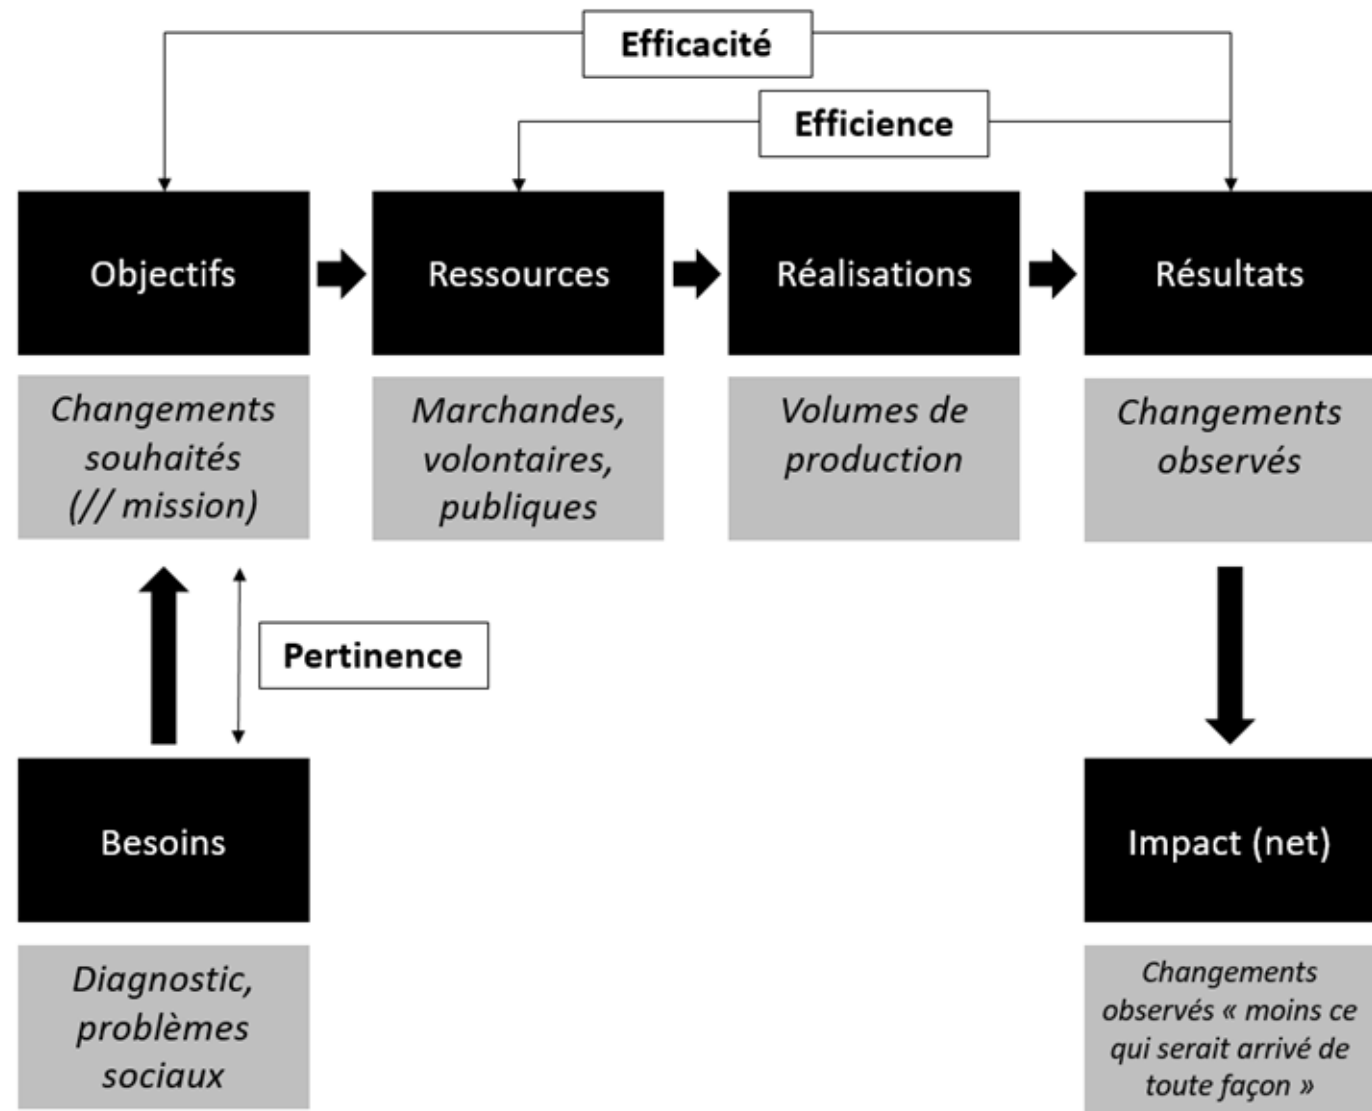 Efficacité
Efficience
Objectifs
Ressources
Réalisations
Résultats
Changements
souhaités
(// mission)
Marchandes,
volontaires,
publiques
Volumes de
production
Changements
observés
Pertinence
Besoins
Impact (net)
Diagnostic,
problèmes
sociaux
Changements
observés « moins ce
qui serait arrivé de
toute façon »